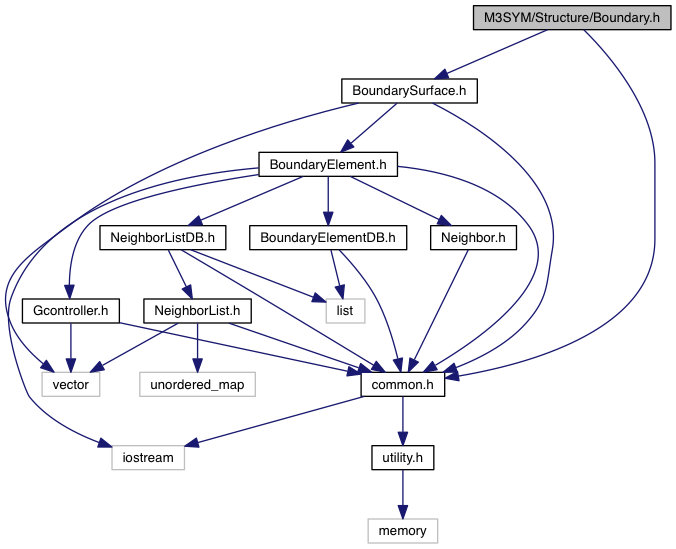 M3SYM/Structure/Boundary.h
BoundarySurface.h
BoundaryElement.h
NeighborListDB.h
BoundaryElementDB.h
Neighbor.h
Gcontroller.h
NeighborList.h
list
vector
unordered_map
common.h
iostream
utility.h
memory